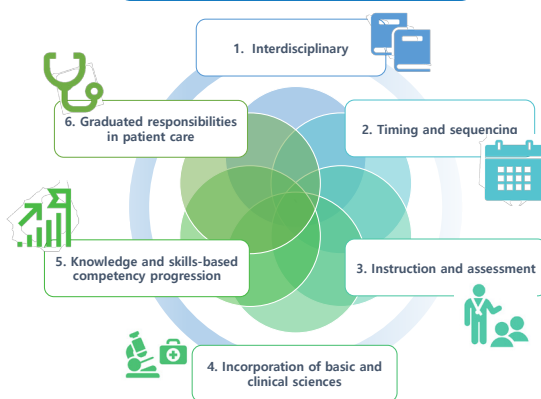 1. Interdisciplinary
2. Timing and sequencing
3. Instruction and assessment
4. Incorporation of basic and
clinical sciences
5. Knowledge and skills-based
competency progression
6. Graduated responsibilities
in patient care